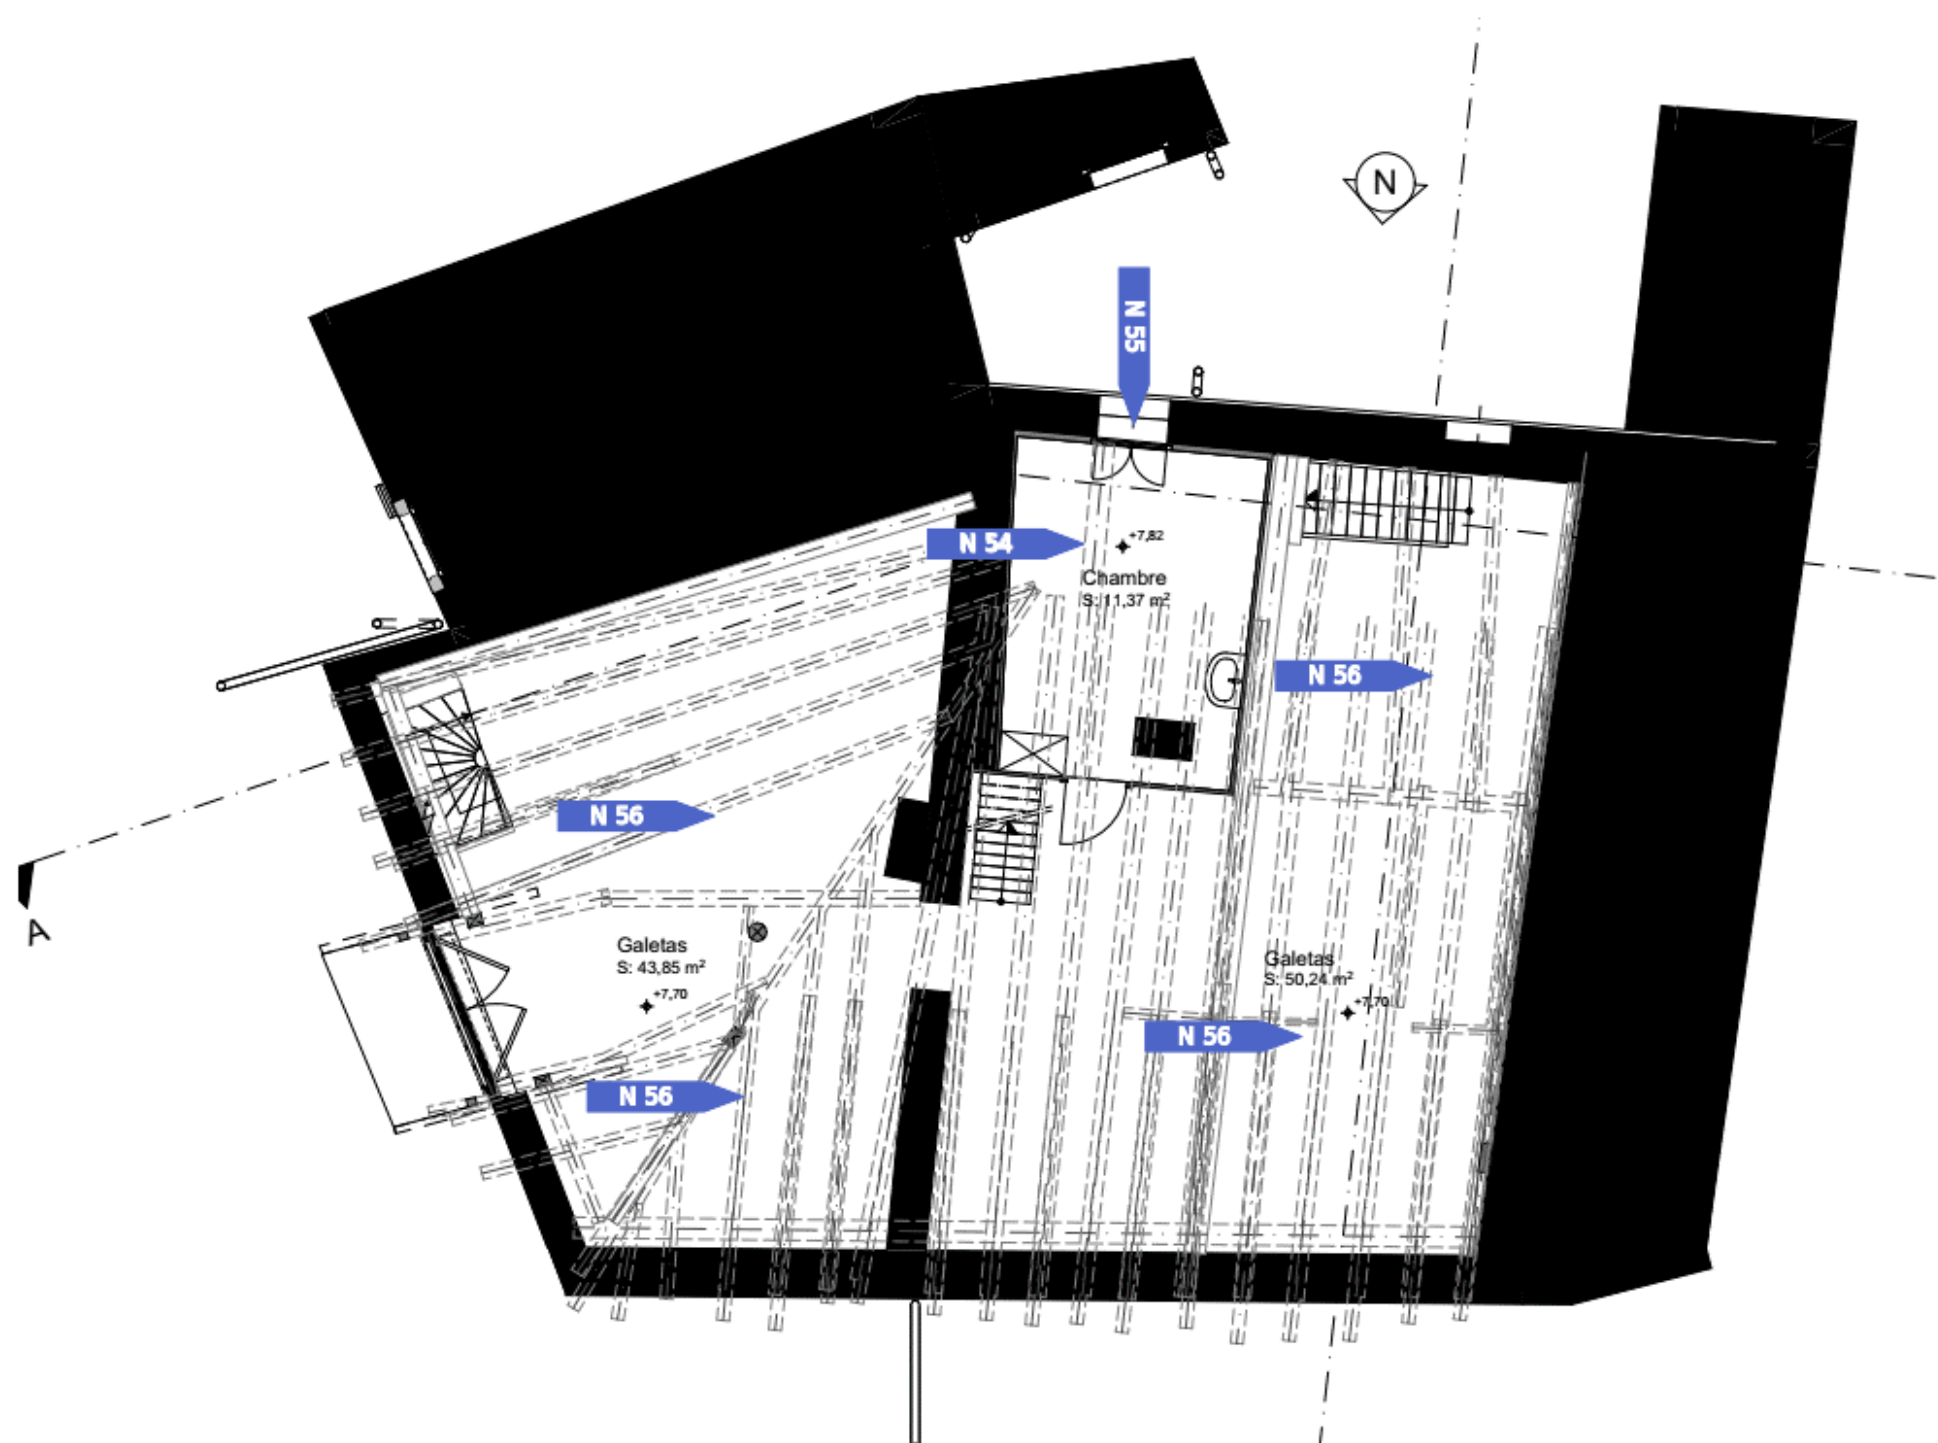 N
N 55
N 54
+7,82
Chambre
S: 11,37 m²
N 56
N 56
A
Galetas
S: 43,85 m²
+7,70
Galetas
S: 50,24 m²
+7,70
N 56
N 56